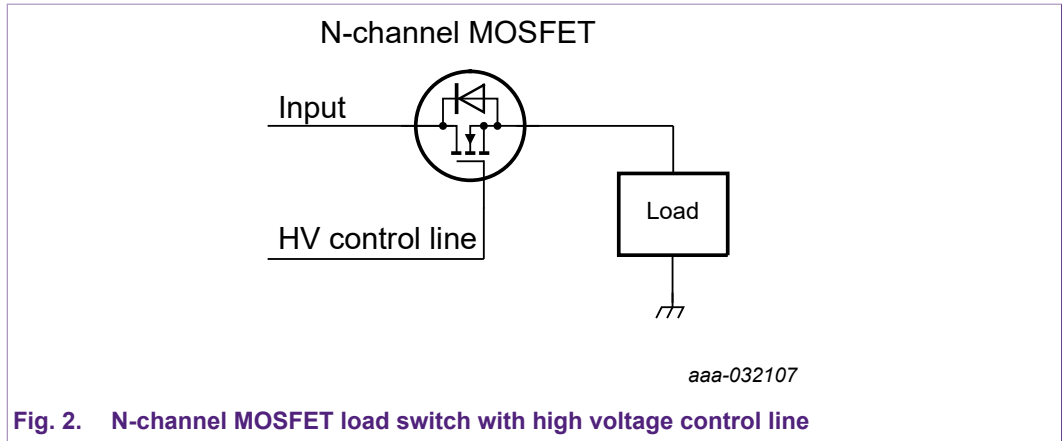 N-channel MOSFET
Input
HV control line
Load
aaa-032107
Fig. 2. N-channel MOSFET load switch with high voltage control line